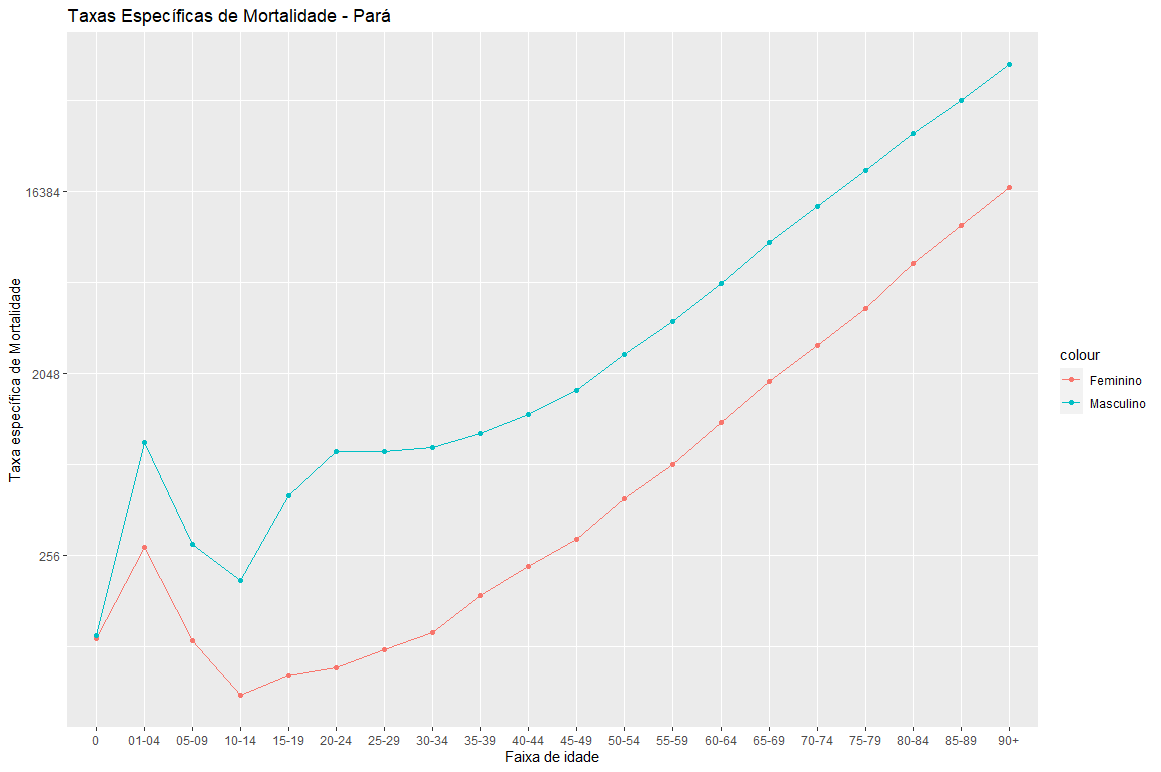 Taxas Específicas de Mortalidade - Pará
Taxa específica de Mortalidade
16384
2048
256
0 01-04 05-09 10-14 15-19 20-24 25-29 30-34 35-39 40-44 45-49 50-54 55-59 60-64 65-69 70-74 75-79 80-84 85-89 90+
Faixa de idade
colour
Feminino
Masculino